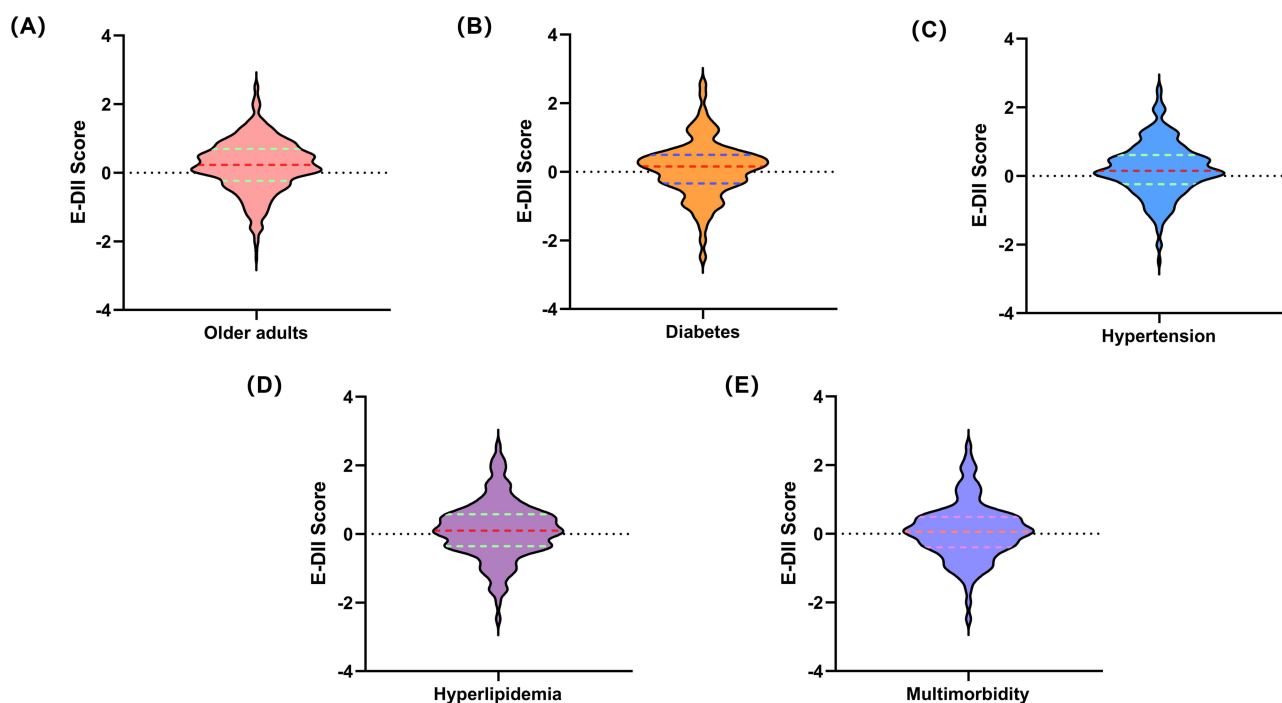 (A)
4
2
0
-2
-4
E-DII Score
Older adults
(B)
4
2
0
-2
-4
E-DII Score
Diabetes
(C)
4
2
0
-2
-4
E-DII Score
Hypertension
(D)
4
2
0
-2
-4
E-DII Score
Hyperlipidemia
(E)
4
2
0
-2
-4
E-DII Score
Multimorbidity